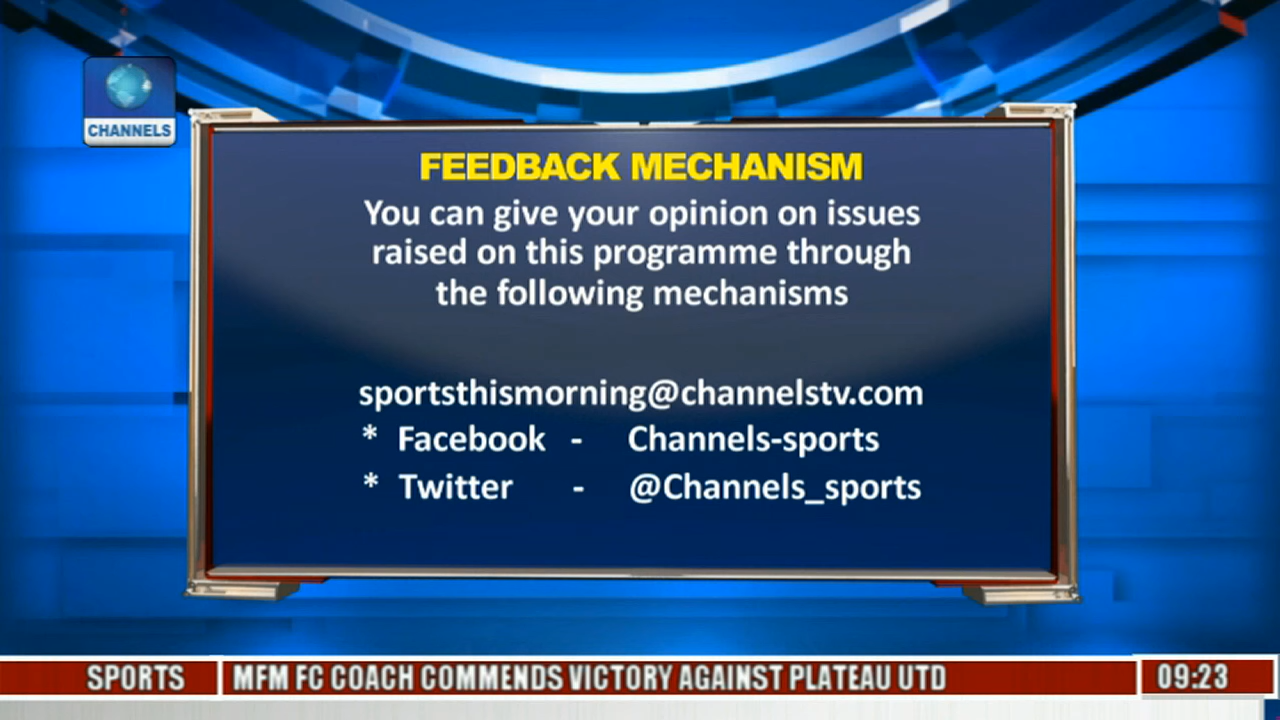 CHANNELS
FEEDBACK MECHANISM
You can give your opinion on issues
raised on this programme through
the following mechanisms
sportsthismorning@channelstv.com
* Facebook - Channels-sports
* Twitter - @Channels_sports
SPORTS MFM FC COACH COMMENDS VICTORY AGAINST PLATEAU UTD 09:23